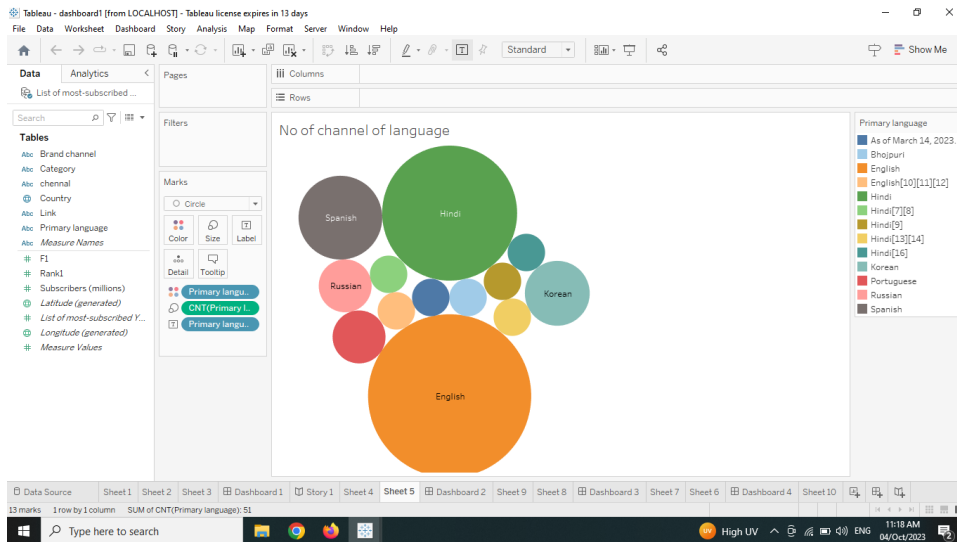 Tableau - dashboard1 [from LOCALHOST] - Tableau license expires in 13 days
File Data Worksheet Dashboard Story Analysis Map Format Server Window Help
Standard
Show Me
Data Analytics
List of most-subscribed ...
Search
Tables
Abc Brand channel
Abc Category
Abc chennal
Country
Abc Link
Abc Primary language
Abc Measure Names
# F1
# Rank1
# Subscribers (millions)
Latitude (generated)
# List of most-subscribed Y...
Longitude (generated)
# Measure Values
Pages
Filters
Marks
Circle
Color Size Label
Detail Tooltip
Primary langu..
CNT(Primary l..
Primary langu..
Columns
Rows
No of channel of language
Spanish
Hindi
Russian
Korean
English
Primary language
As of March 14, 2023.
Bhojpuri
English
English[10][11][12]
Hindi
Hindi[7][8]
Hindi[9]
Hindi[13][14]
Hindi[16]
Korean
Portuguese
Russian
Spanish
Data Source Sheet 1 Sheet 2 Sheet 3 Dashboard 1 Story 1 Sheet 4 Sheet 5 Dashboard 2 Sheet 9 Sheet 8 Dashboard 3 Sheet 7 Sheet 6 Dashboard 4 Sheet 10
13 marks 1 row by 1 column SUM of CNT(Primary language): 51
Type here to search
UV High UV ENG
11:18 AM
04/Oct/2023
2